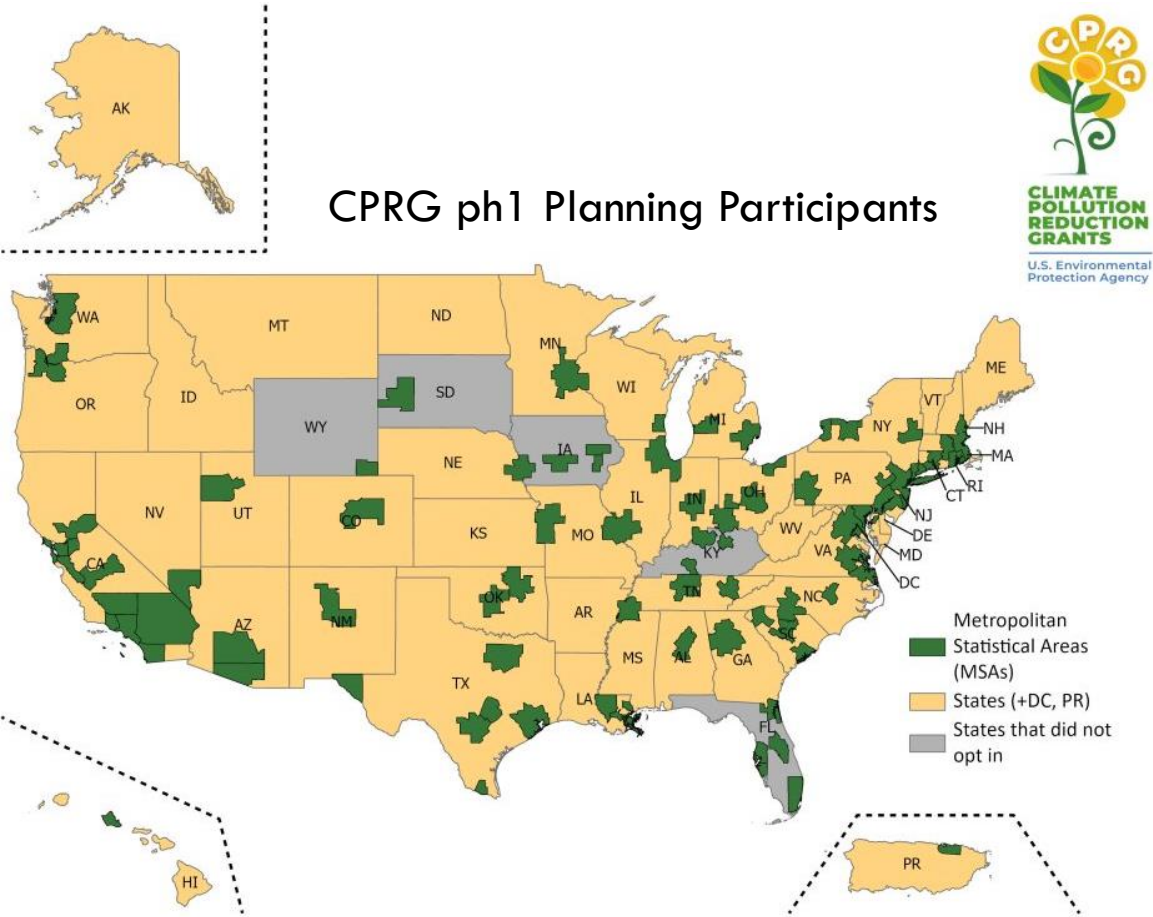 AK
CPRG
CLIMATE
POLLUTION
REDUCTION
GRANTS
U.S. Environmental
Protection Agency
CPRG ph1 Planning Participants
WA
MT
ND
MN
ME
OR
ID
SD
WI
MI
VT
NY
NH
WY
IA
MA
NE
PA
RI
CT
NV
UT
CO
IL
IN
OH
NJ
KS
MO
WV
DE
CA
KY
VA
MD
DC
AZ
NM
OK
AR
TN
NC
SC
MS
AL
GA
TX
LA
FL
Metropolitan
Statistical Areas
(MSAs)
States (+DC, PR)
States that did not
opt in
HI
PR